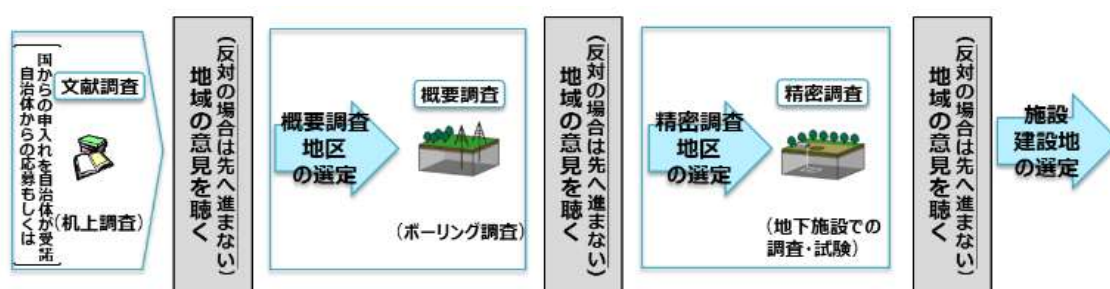 自治体からの応募もしくは
国からの申入れを自治体が受諾
文献調査
(机上調査)
地域の意見を聴く
(反対の場合は先へ進まない)
概要調査
地区
の選定
概要調査
(ボーリング調査)
地域の意見を聴く
(反対の場合は先へ進まない)
精密調査
地区
の選定
精密調査
(地下施設での
調査・試験)
地域の意見を聴く
(反対の場合は先へ進まない)
施設
建設地
の選定